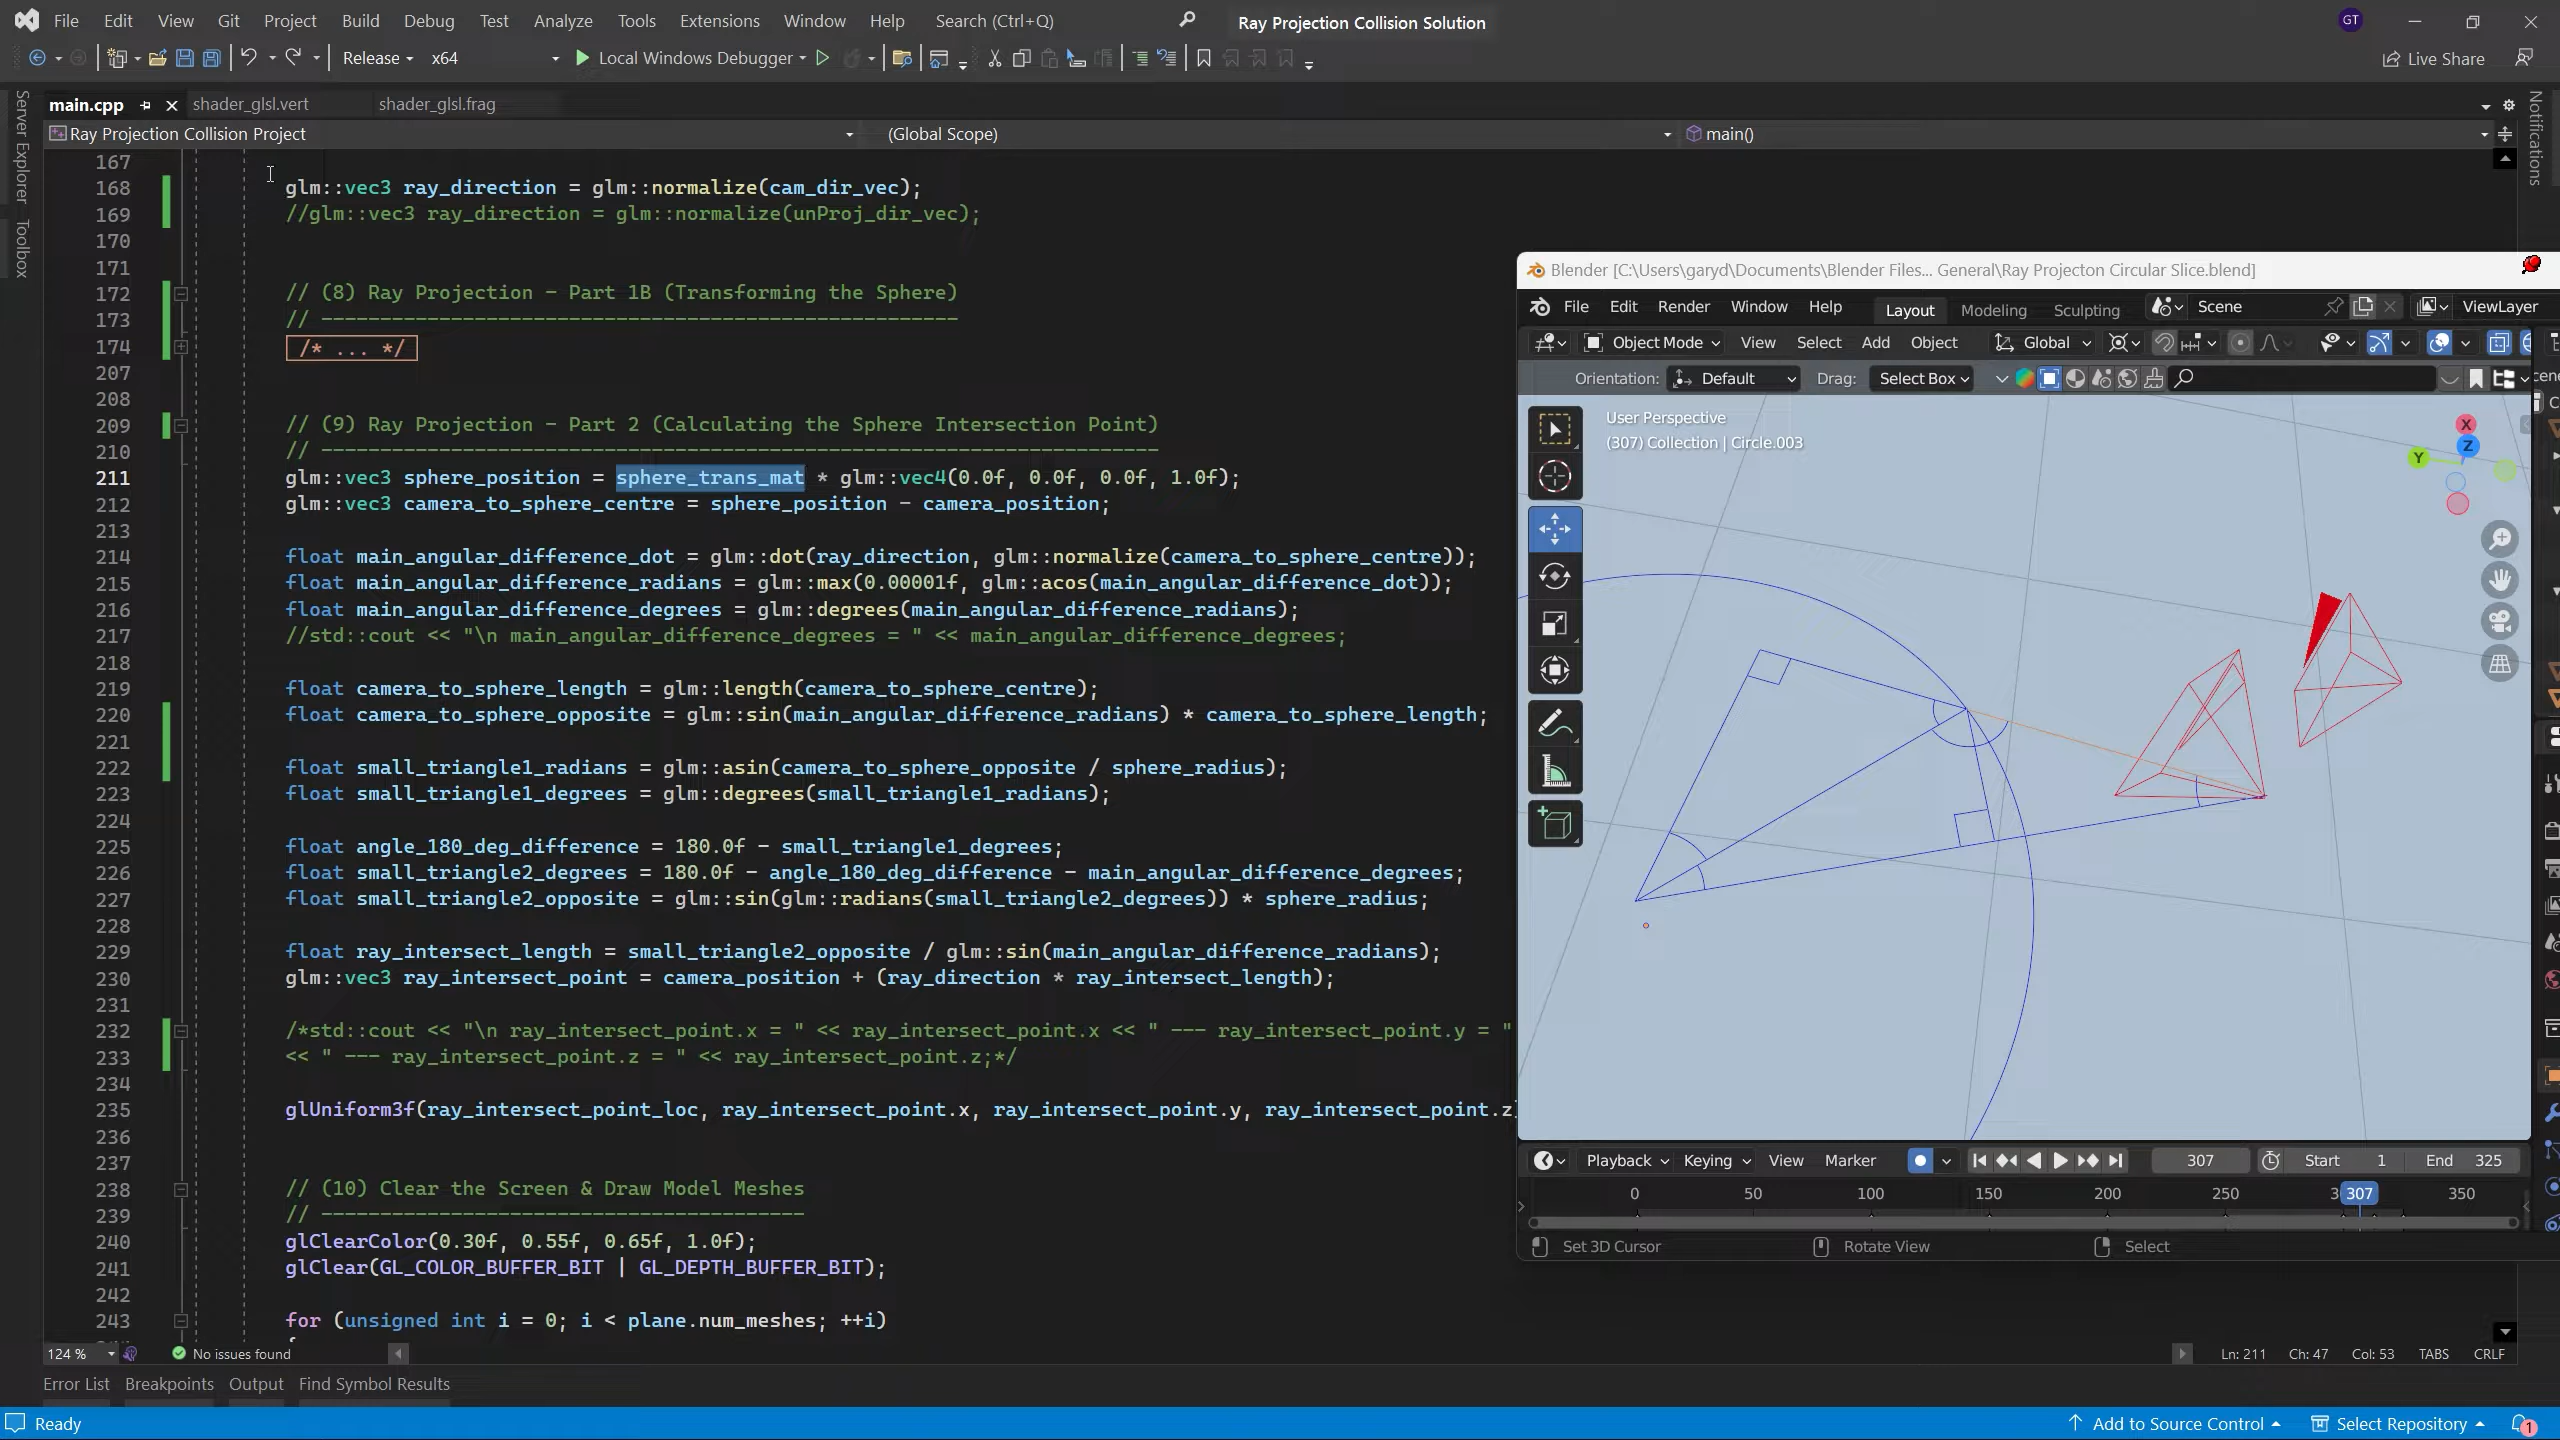 File Edit View Git Project Build Debug Test Analyze Tools Extensions Window Help Search (Ctrl+Q) Ray Projection Collision Solution GT
Release x64 Local Windows Debugger Live Share
Server Explorer
Toolbox
Notifications
main.cpp shader_glsl.vert shader_glsl.frag
Ray Projection Collision Project (Global Scope) main()
167
168 glm::vec3 ray_direction = glm::normalize(cam_dir_vec);
169 //glm::vec3 ray_direction = glm::normalize(unProj_dir_vec);
170
171
172 // (8) Ray Projection - Part 1B (Transforming the Sphere)
173 // ------------------------------------------------------
174 /* ... */
207
208
209 // (9) Ray Projection - Part 2 (Calculating the Sphere Intersection Point)
210 // -----------------------------------------------------------------------
211 glm::vec3 sphere_position = sphere_trans_mat * glm::vec4(0.0f, 0.0f, 0.0f, 1.0f);
212 glm::vec3 camera_to_sphere_centre = sphere_position - camera_position;
213
214 float main_angular_difference_dot = glm::dot(ray_direction, glm::normalize(camera_to_sphere_centre));
215 float main_angular_difference_radians = glm::max(0.00001f, glm::acos(main_angular_difference_dot));
216 float main_angular_difference_degrees = glm::degrees(main_angular_difference_radians);
217 //std::cout << "\n main_angular_difference_degrees = " << main_angular_difference_degrees;
218
219 float camera_to_sphere_length = glm::length(camera_to_sphere_centre);
220 float camera_to_sphere_opposite = glm::sin(main_angular_difference_radians) * camera_to_sphere_length;
221
222 float small_triangle1_radians = glm::asin(camera_to_sphere_opposite / sphere_radius);
223 float small_triangle1_degrees = glm::degrees(small_triangle1_radians);
224
225 float angle_180_deg_difference = 180.0f - small_triangle1_degrees;
226 float small_triangle2_degrees = 180.0f - angle_180_deg_difference - main_angular_difference_degrees;
227 float small_triangle2_opposite = glm::sin(glm::radians(small_triangle2_degrees)) * sphere_radius;
228
229 float ray_intersect_length = small_triangle2_opposite / glm::sin(main_angular_difference_radians);
230 glm::vec3 ray_intersect_point = camera_position + (ray_direction * ray_intersect_length);
231
232 /*std::cout << "\n ray_intersect_point.x = " << ray_intersect_point.x << " --- ray_intersect_point.y = "
233 << " --- ray_intersect_point.z = " << ray_intersect_point.z;*/
234
235 glUniform3f(ray_intersect_point_loc, ray_intersect_point.x, ray_intersect_point.y, ray_intersect_point.z
236
237
238 // (10) Clear the Screen & Draw Model Meshes
239 // -----------------------------------------
240 glClearColor(0.30f, 0.55f, 0.65f, 1.0f);
241 glClear(GL_COLOR_BUFFER_BIT | GL_DEPTH_BUFFER_BIT);
242
243 for (unsigned int i = 0; i < plane.num_meshes; ++i)
Blender [C:\Users\garyd\Documents\Blender Files... General\Ray Projecton Circular Slice.blend]
File Edit Render Window Help Layout Modeling Sculpting Scene ViewLayer
Object Mode View Select Add Object Global
Orientation: Default Drag: Select Box
User Perspective
(307) Collection | Circle.003
X
Y
Z
Playback Keying View Marker 307 Start 1 End 325
0 50 100 150 200 250 307 350
Set 3D Cursor Rotate View Select
124 % No issues found Ln: 211 Ch: 47 Col: 53 TABS CRLF
Error List Breakpoints Output Find Symbol Results
Ready Add to Source Control Select Repository 1